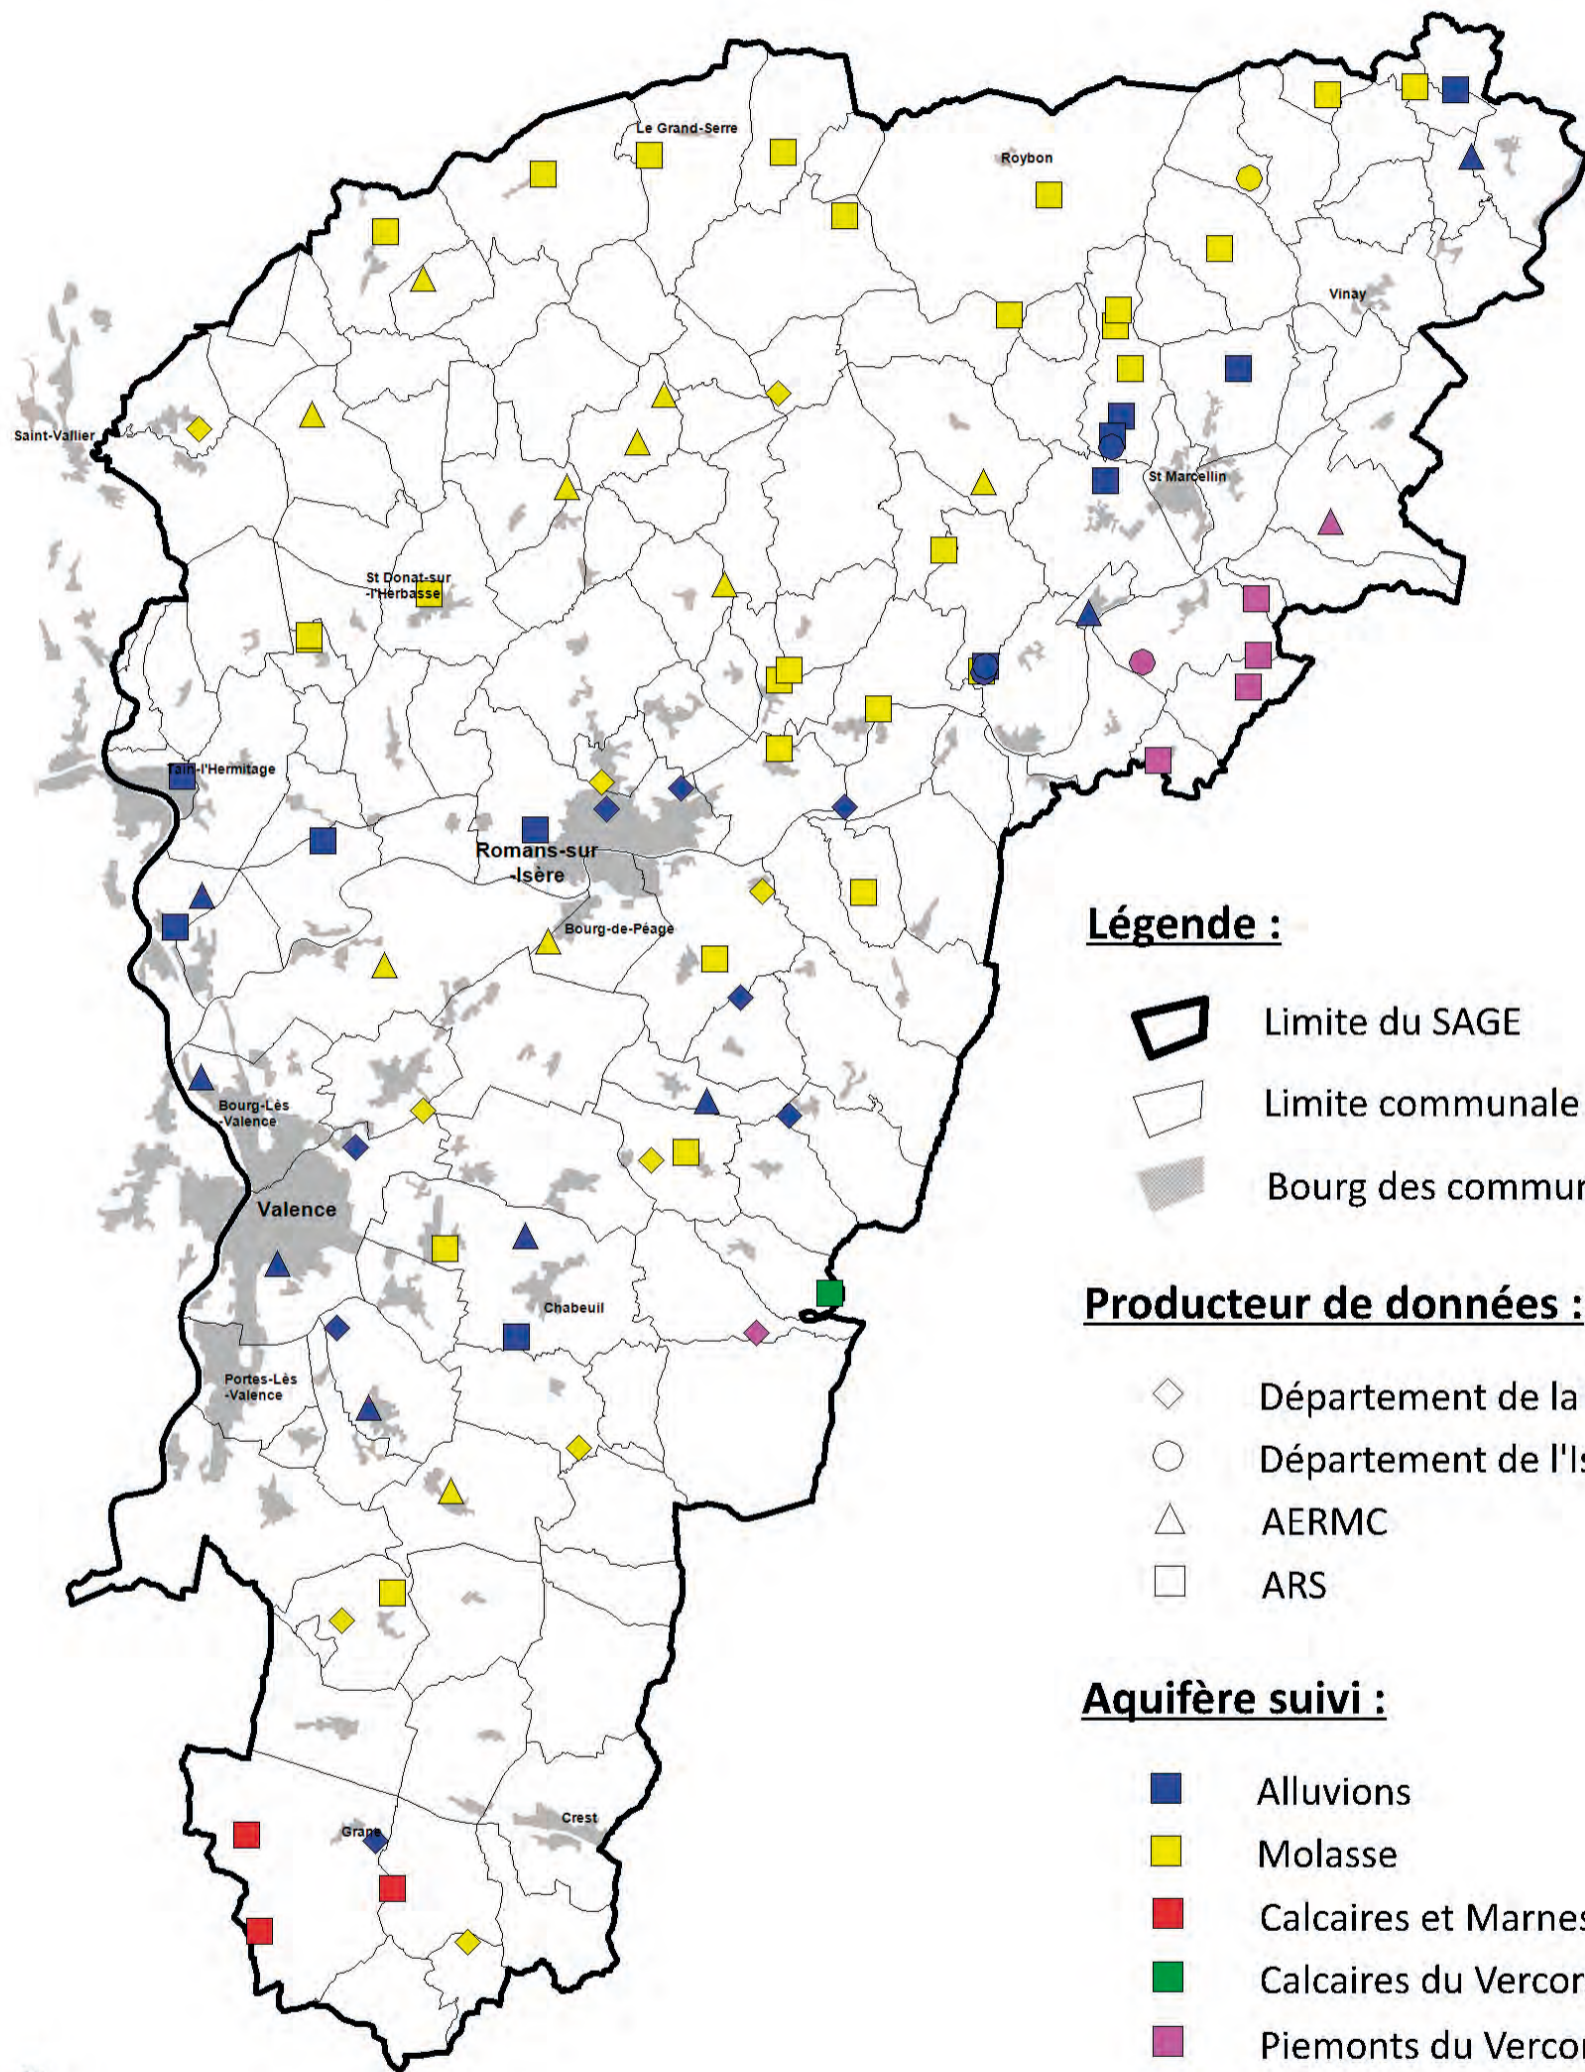 Le Grand-Serre
Roybon
Vinay
Saint-Vallier
St Marcellin
St Donat-sur
-l'Herbasse
Tain-l'Hermitage
Romans-sur
-Isère
Bourg-de-Péage
Bourg-Lès
-Valence
Valence
Chabeuil
Portes-Lès
-Valence
Grane
Crest
Légende :
Limite du SAGE
Limite communale
Bourg des commun
Producteur de données :
Département de la
Département de l'Is
AERMC
ARS
Aquifère suivi :
Alluvions
Molasse
Calcaires et Marnes
Calcaires du Vercor
Piemonts du Vercor